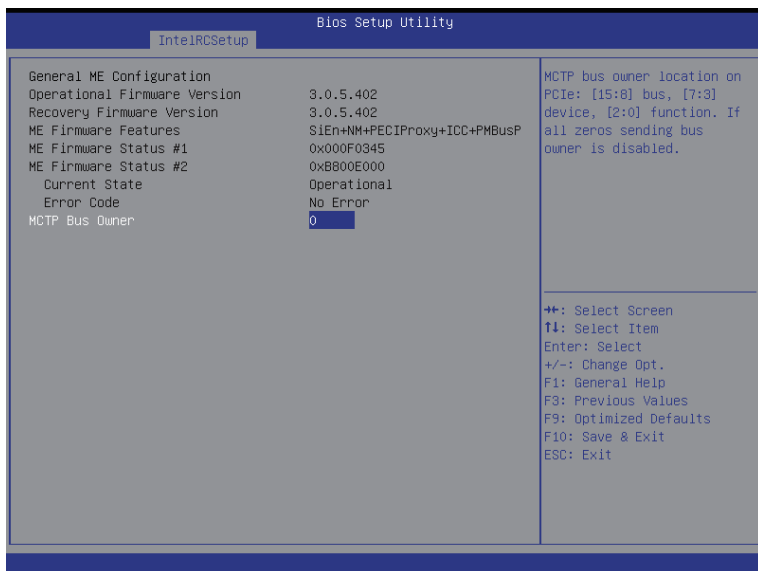 Bios Setup Utility
IntelRCSetup
General ME Configuration
Operational Firmware Version 3.0.5.402
Recovery Firmware Version 3.0.5.402
ME Firmware Features SiEn+NM+PECIProxy+ICC+PMBusP
ME Firmware Status #1 0x000F0345
ME Firmware Status #2 0xB800E000
Current State Operational
Error Code No Error
MCTP Bus Owner 0
MCTP bus owner location on
PCIe: [15:8] bus, [7:3]
device, [2:0] function. If
all zeros sending bus
owner is disabled.
→←: Select Screen
↑↓: Select Item
Enter: Select
+/-: Change Opt.
F1: General Help
F3: Previous Values
F9: Optimized Defaults
F10: Save & Exit
ESC: Exit